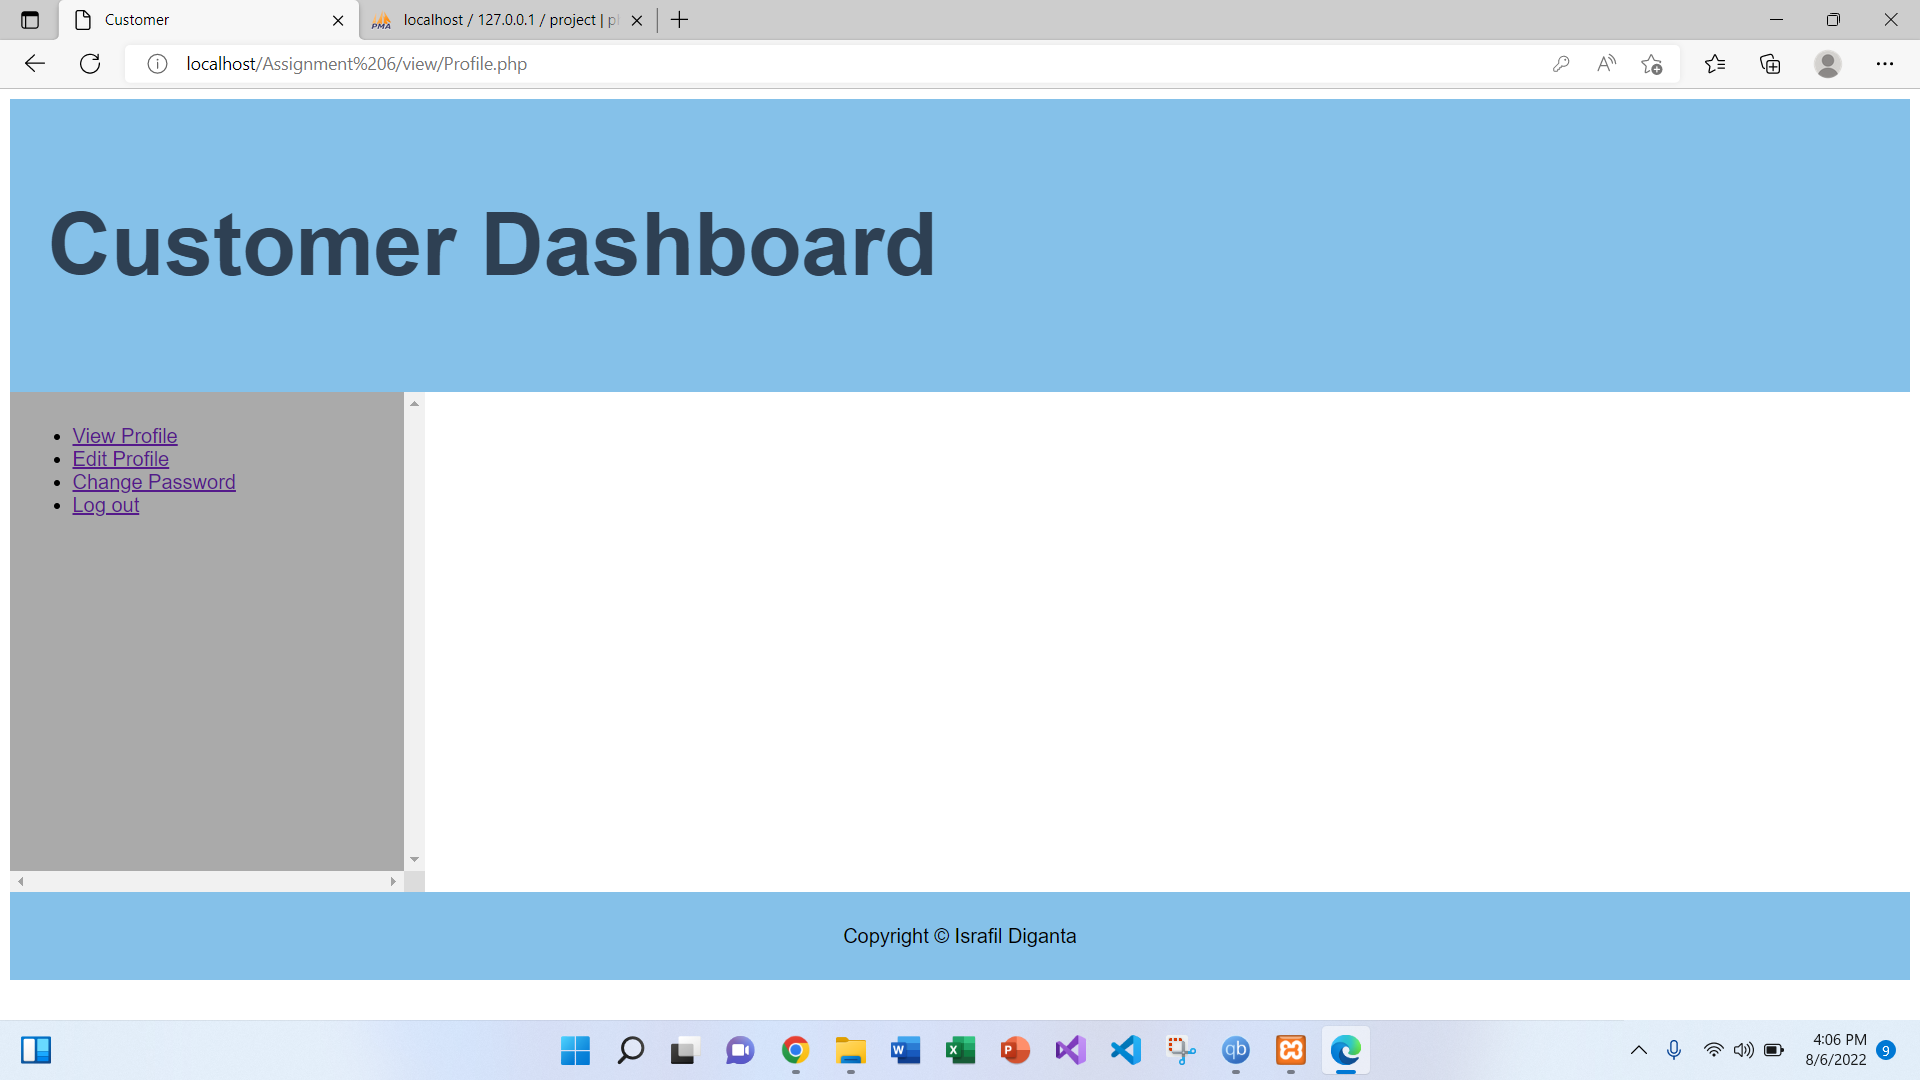 Customer
localhost / 127.0.0.1 / project | p
localhost/Assignment%206/view/Profile.php
Customer Dashboard
View Profile
Edit Profile
Change Password
Log out
Copyright © Israfil Diganta
4:06 PM
8/6/2022
9